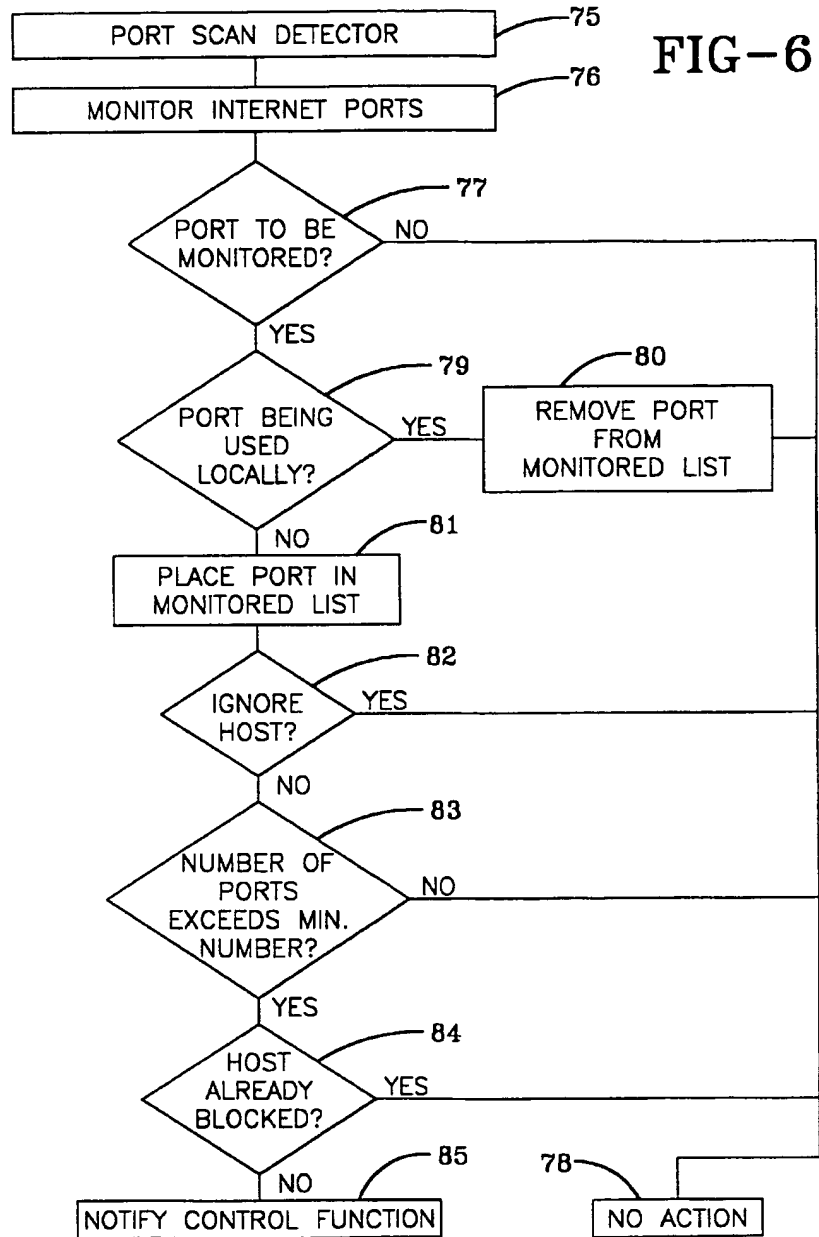 PORT SCAN DETECTOR
75
FIG-6
MONITOR INTERNET PORTS
76
77
PORT TO BE
MONITORED?
NO
YES
79
PORT BEING
USED
LOCALLY?
YES
80
REMOVE PORT
FROM
MONITORED LIST
NO
81
PLACE PORT IN
MONITORED LIST
82
IGNORE
HOST?
YES
NO
83
NUMBER OF
PORTS
EXCEEDS MIN.
NUMBER?
NO
YES
84
HOST
ALREADY
BLOCKED?
YES
NO
85
NOTIFY CONTROL FUNCTION
78
NO ACTION